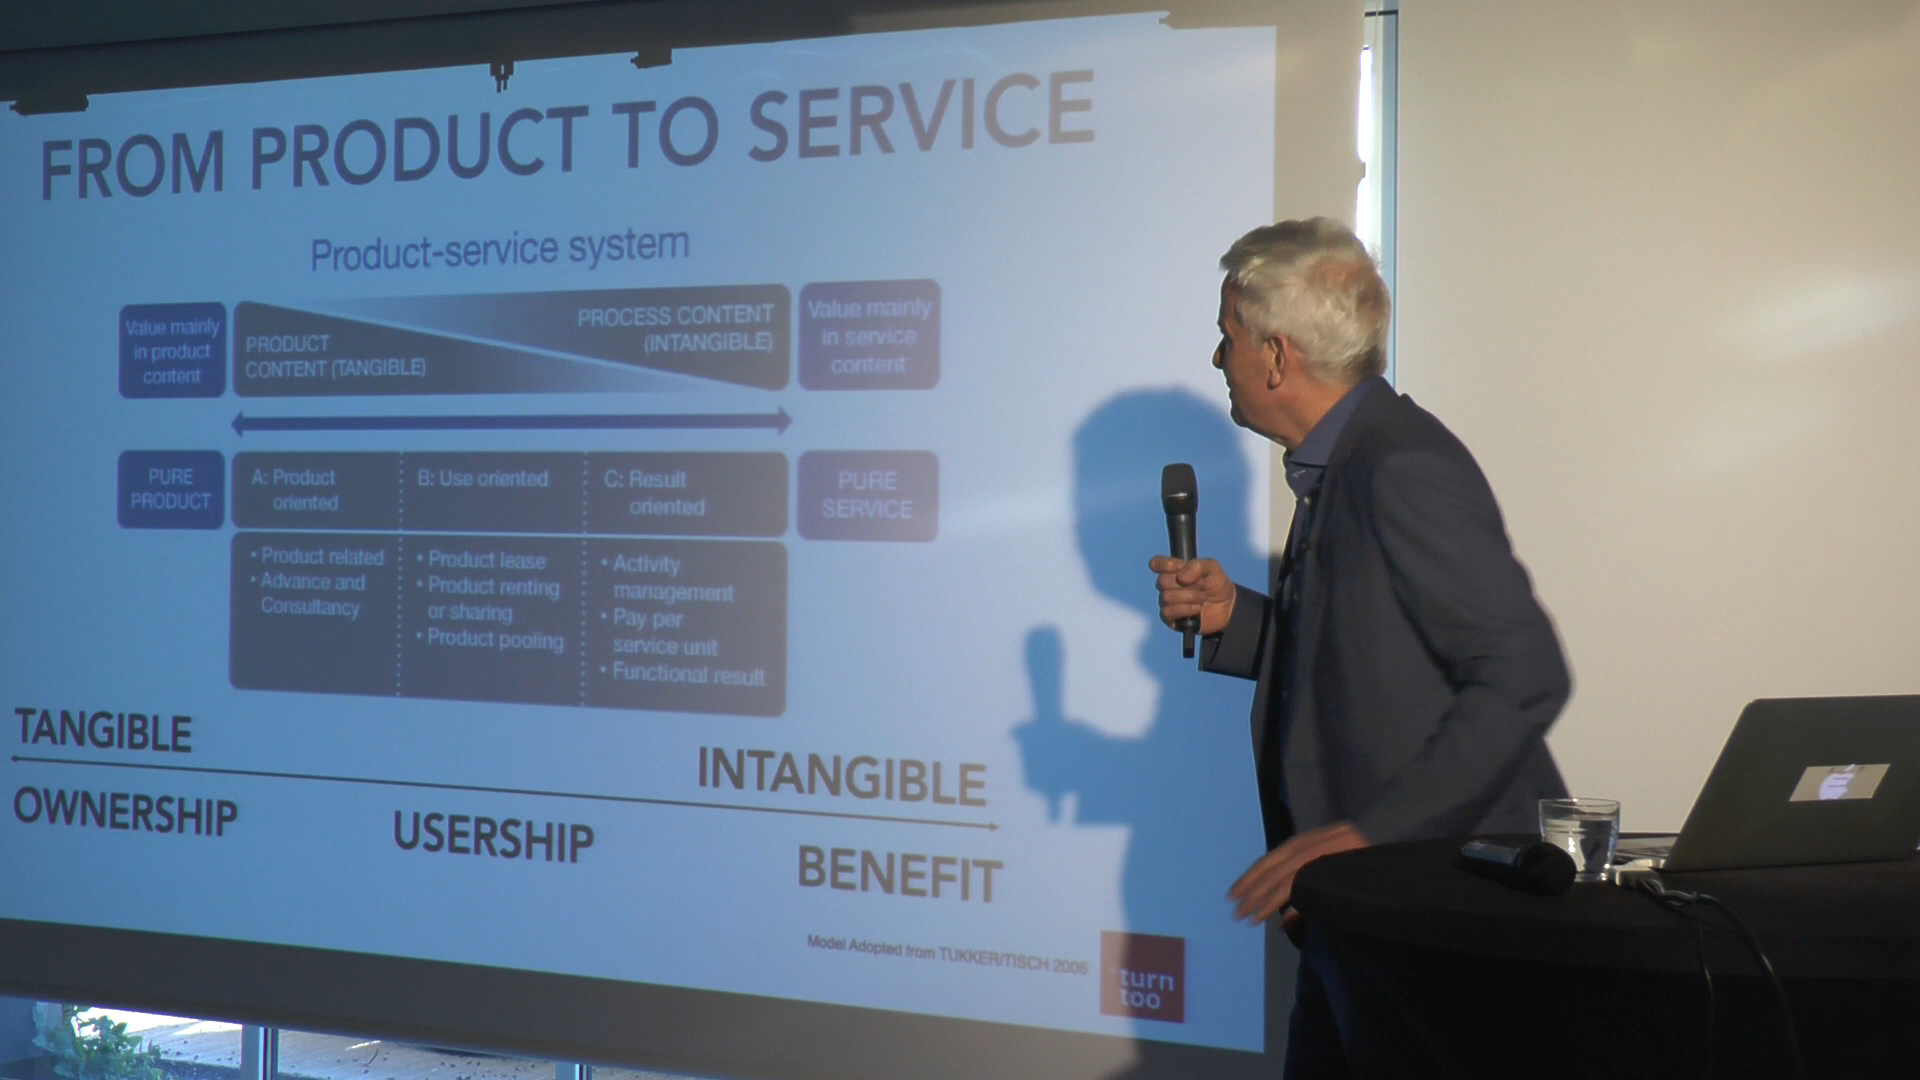 FROM PRODUCT TO SERVICE
Product-service system
Value mainly
in product
content
PRODUCT
CONTENT (TANGIBLE)
PROCESS CONTENT
(INTANGIBLE)
Value mainly
in service
content
PURE
PRODUCT
A: Product
oriented
B: Use oriented
C: Result
oriented
PURE
SERVICE
• Product related
• Advance and
Consultancy
• Product lease
• Product renting
or sharing
• Product pooling
• Activity
management
• Pay per
service unit
• Functional result
TANGIBLE
INTANGIBLE
OWNERSHIP
USERSHIP
BENEFIT
Model Adopted from TUKKER/TISCH 2006
turn
too